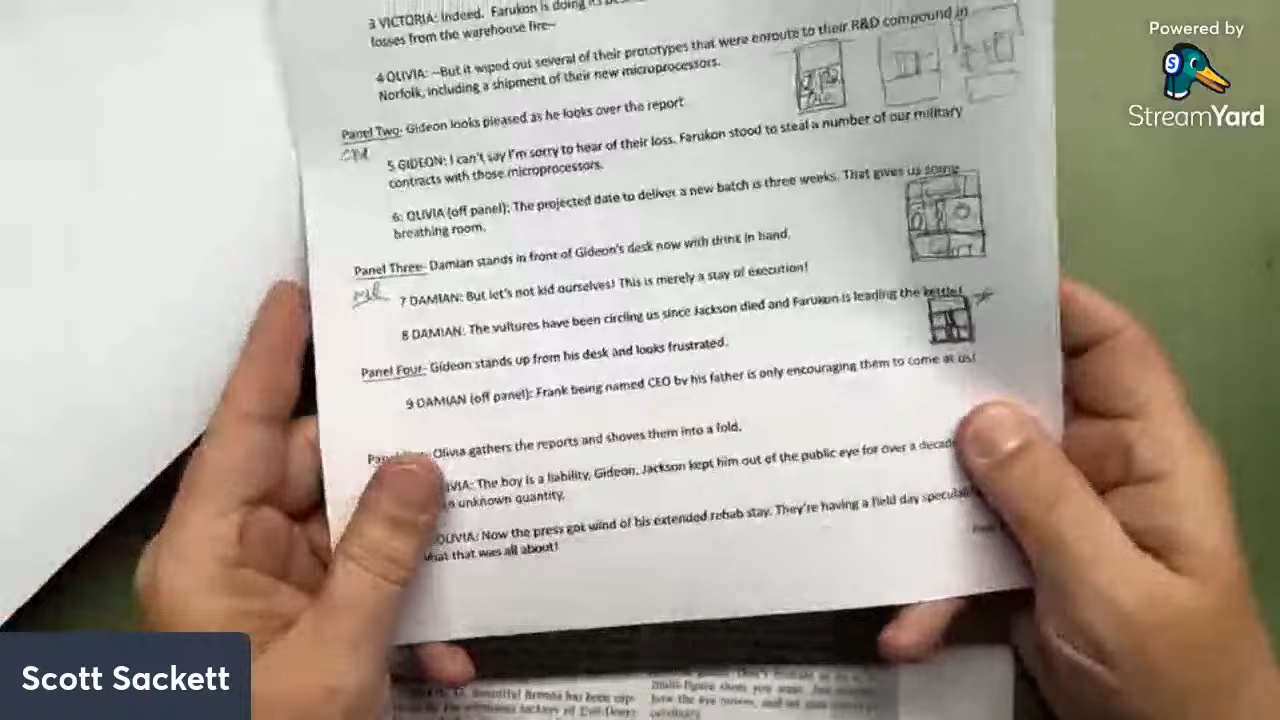 Powered by
StreamYard
3 VICTORIA: Indeed. Farukon is doing its
losses from the warehouse fire--
4 OLIVIA: --But it wiped out several of their prototypes that were enroute to their R&D compound in
Norfolk, including a shipment of their new microprocessors.
Panel Two- Gideon looks pleased as he looks over the report
5 GIDEON: I can't say I'm sorry to hear of their loss. Farukon stood to steal a number of our military
contracts with those microprocessors.
6: OLIVIA (off panel): The projected date to deliver a new batch is three weeks. That gives us some
breathing room.
Panel Three- Damian stands in front of Gideon's desk now with drink in hand.
7 DAMIAN: But let's not kid ourselves! This is merely a stay of execution!
8 DAMIAN: The vultures have been circling us since Jackson died and Farukon is leading the kettle!
Panel Four- Gideon stands up from his desk and looks frustrated.
9 DAMIAN (off panel): Frank being named CEO by his father is only encouraging them to come at us!
Olivia gathers the reports and shoves them into a fold.
The boy is a liability, Gideon. Jackson kept him out of the public eye for over a
unknown quantity.
OLIVIA: Now the press got wind of his extended rehab stay. They're having a field day
what that was all about!
Scott Sackett